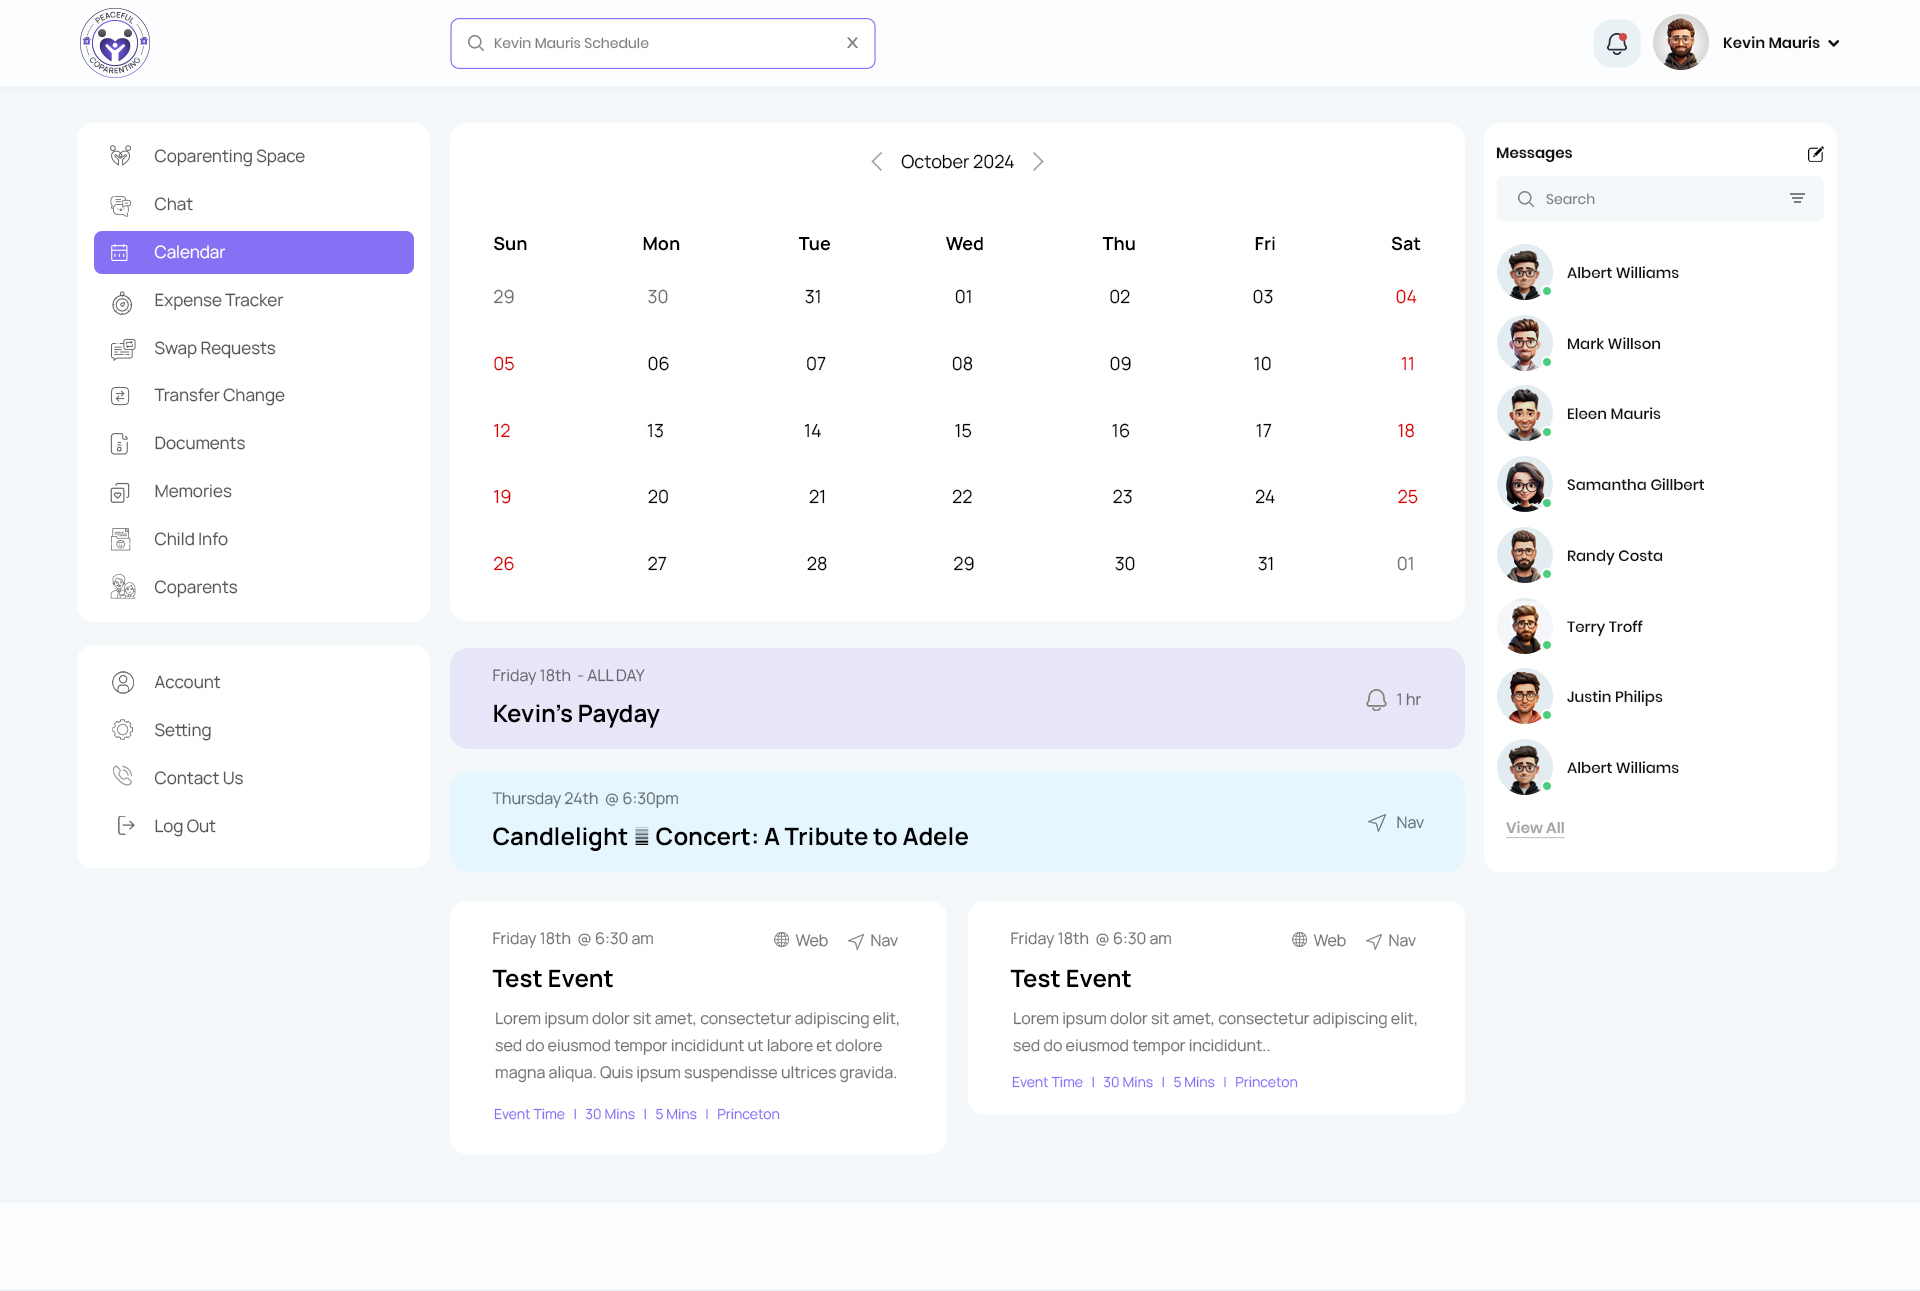 PEACEFUL
COPARENTING
Kevin Mauris Schedule
X
Kevin Mauris
Coparenting Space
Chat
Calendar
Expense Tracker
Swap Requests
Transfer Change
Documents
Memories
Child Info
Coparents
Account
Setting
Contact Us
Log Out
October 2024
Sun Mon Tue Wed Thu Fri Sat
29 30 31 01 02 03 04
05 06 07 08 09 10 11
12 13 14 15 16 17 18
19 20 21 22 23 24 25
26 27 28 29 30 31 01
Friday 18th - ALL DAY
Kevin's Payday
1 hr
Thursday 24th @ 6:30pm
Candlelight Concert: A Tribute to Adele
Nav
Friday 18th @ 6:30 am
Web Nav
Test Event
Lorem ipsum dolor sit amet, consectetur adipiscing elit,
sed do eiusmod tempor incididunt ut labore et dolore
magna aliqua. Quis ipsum suspendisse ultrices gravida.
Event Time | 30 Mins | 5 Mins | Princeton
Friday 18th @ 6:30 am
Web Nav
Test Event
Lorem ipsum dolor sit amet, consectetur adipiscing elit,
sed do eiusmod tempor incididunt..
Event Time | 30 Mins | 5 Mins | Princeton
Messages
Search
Albert Williams
Mark Willson
Eleen Mauris
Samantha Gillbert
Randy Costa
Terry Troff
Justin Philips
Albert Williams
View All